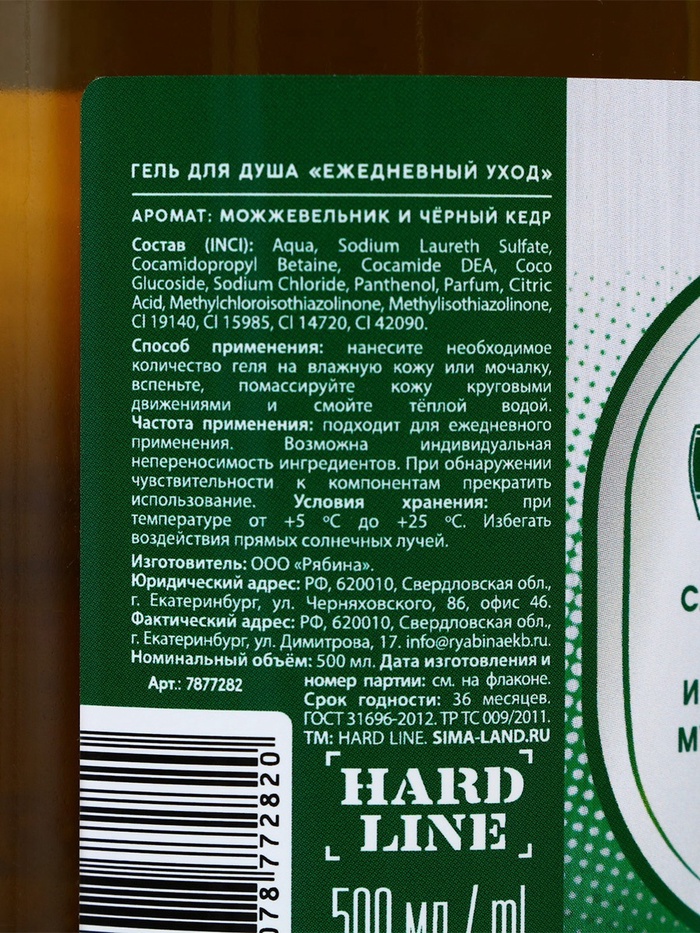 ГЕЛЬ ДЛЯ ДУША «ЕЖЕДНЕВНЫЙ УХОД»
АРОМАТ: МОЖЖЕВЕЛЬНИК И ЧЁРНЫЙ КЕДР
Состав (INCI): Aqua, Sodium Laureth Sulfate,
Cocamidopropyl Betaine, Cocamide DEA, Coco
Glucoside, Sodium Chloride, Panthenol, Parfum, Citric
Acid, Methylchloroisothiazolinone, Methylisothiazolinone,
Cl 19140, Cl 15985, Cl 14720, Cl 42090.
Способ применения: нанесите необходимое
количество геля на влажную кожу или мочалку,
вспеньте, помассируйте кожу круговыми
движениями и смойте тёплой водой.
Частота применения: подходит для ежедневного
применения. Возможна индивидуальная
непереносимость ингредиентов. При обнаружении
чувствительности к компонентам прекратить
использование. Условия хранения: при
температуре от +5 °С до +25 °С. Избегать
воздействия прямых солнечных лучей.
Изготовитель: ООО «Рябина».
Юридический адрес: РФ, 620010, Свердловская обл.,
г. Екатеринбург, ул. Черняховского, 86, офис 46.
Фактический адрес: РФ, 620010, Свердловская обл.,
г. Екатеринбург, ул. Димитрова, 17. info@ryabinaekb.ru.
Номинальный объём: 500 мл. Дата изготовления и
номер партии: см. на флаконе.
Арт.: 7877282
Срок годности: 36 месяцев.
ГОСТ 31696-2012. ТР ТС 009/2011.
ТМ: HARD LINE. SIMA-LAND.RU
HARD
LINE
500 мл / ml
078 772820
С
И
М